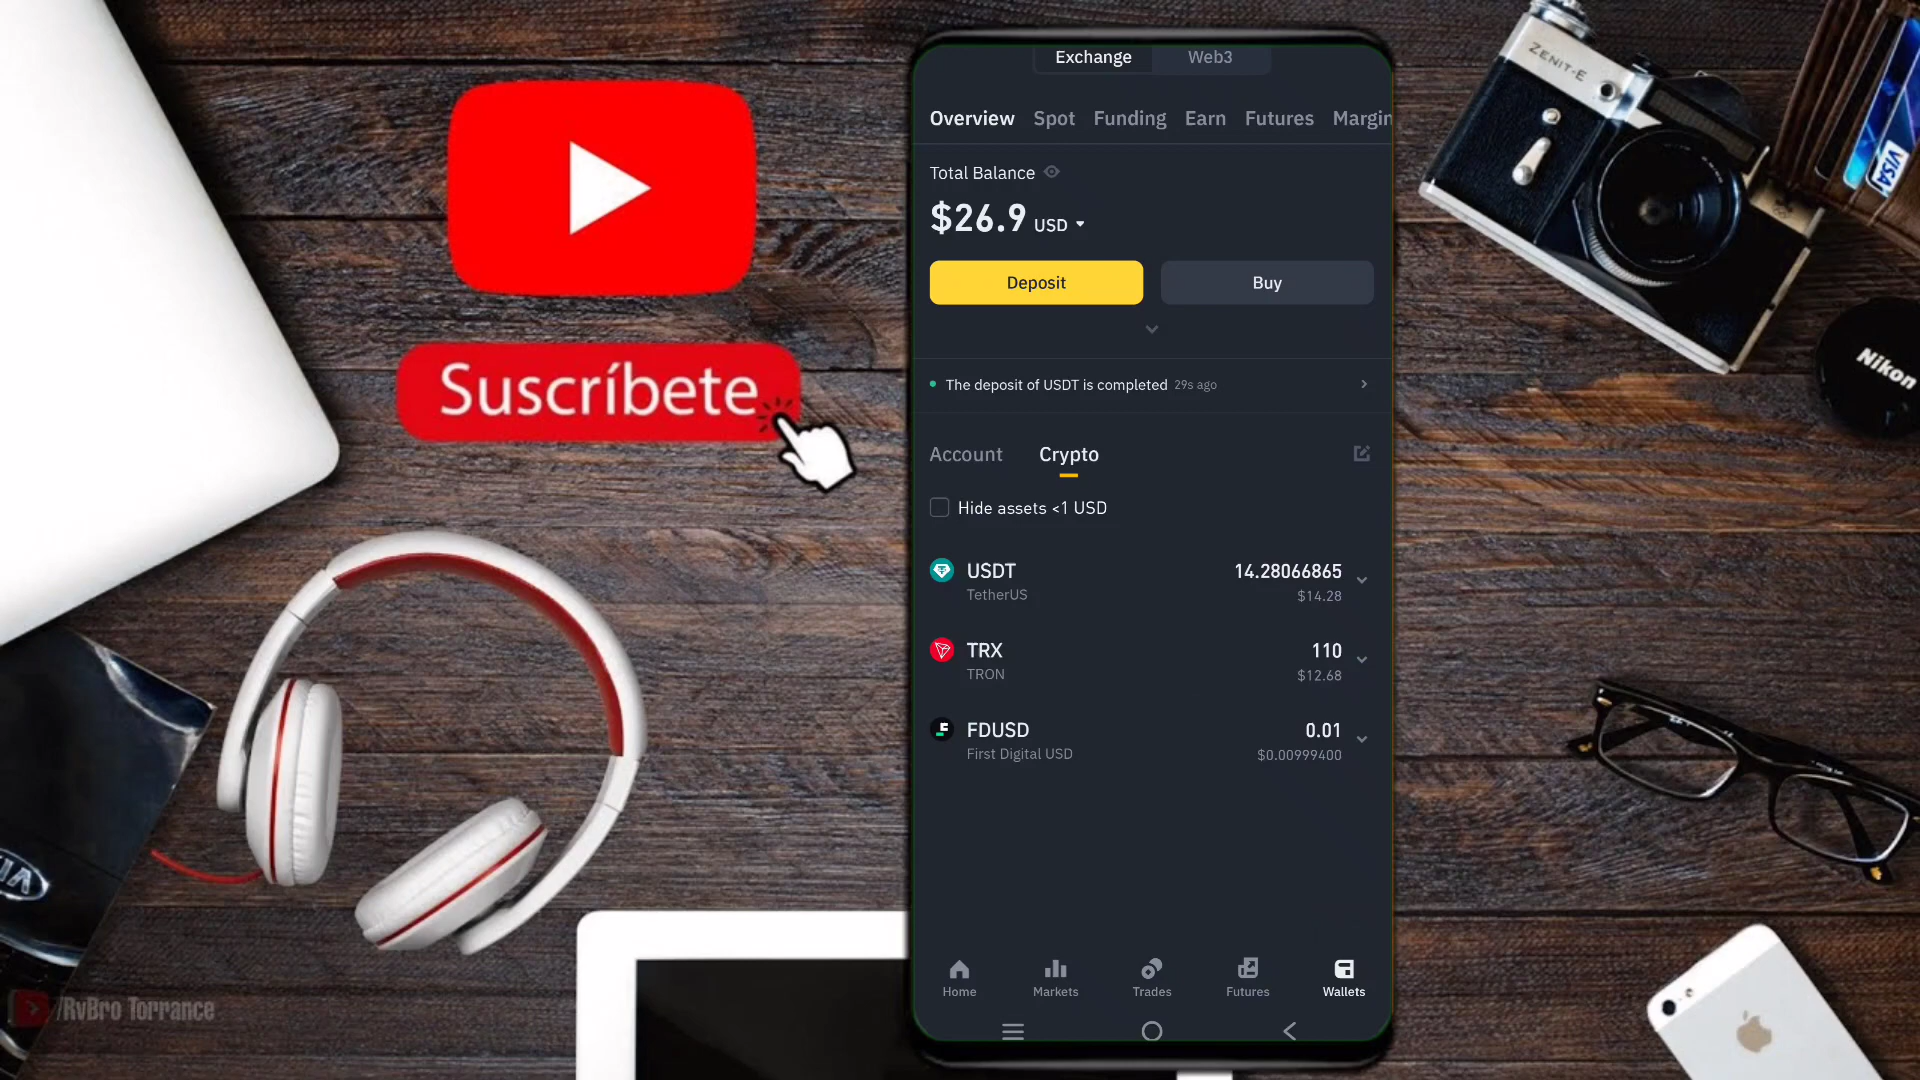 Exchange Web3
Overview Spot Funding Earn Futures Margin
Total Balance
$26.9 USD
Deposit Buy
The deposit of USDT is completed 29s ago
Account Crypto
Hide assets <1 USD
USDT 14.28066865
TetherUS $14.28
TRX 110
TRON $12.68
FDUSD 0.01
First Digital USD $0.00999400
Home Markets Trades Futures Wallets
Suscríbete
/RvBro Torrance
ZENIT-E
VISA
Nikon